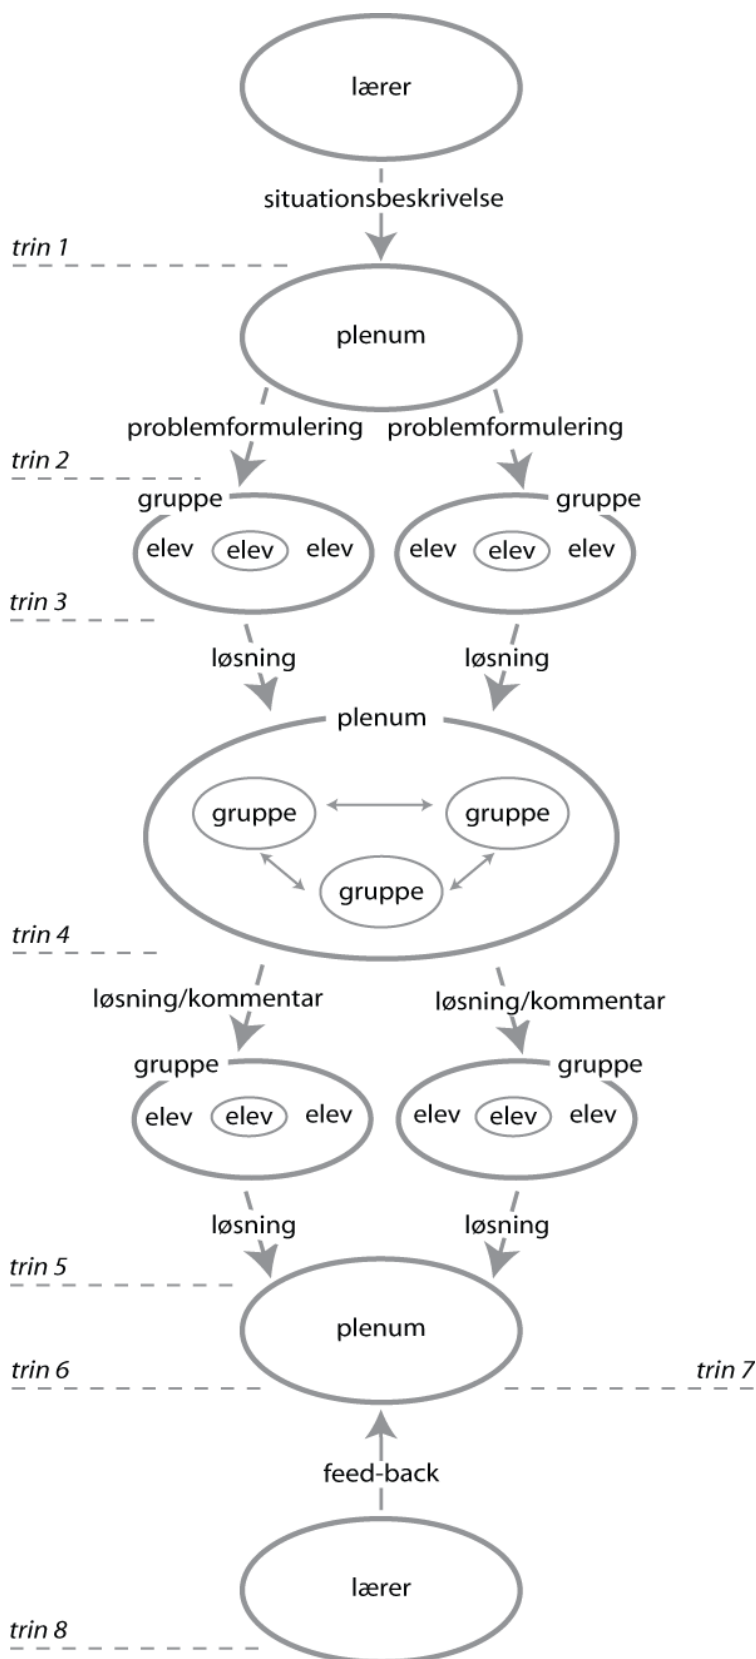 lærer
situationsbeskrivelse
trin 1
plenum
problemformulering problemformulering
trin 2
gruppe gruppe
elev elev elev elev elev elev
trin 3
løsning løsning
plenum
gruppe gruppe
gruppe
trin 4
løsning/kommentar løsning/kommentar
gruppe gruppe
elev elev elev elev elev elev
løsning løsning
trin 5
plenum
trin 6 trin 7
feed-back
lærer
trin 8